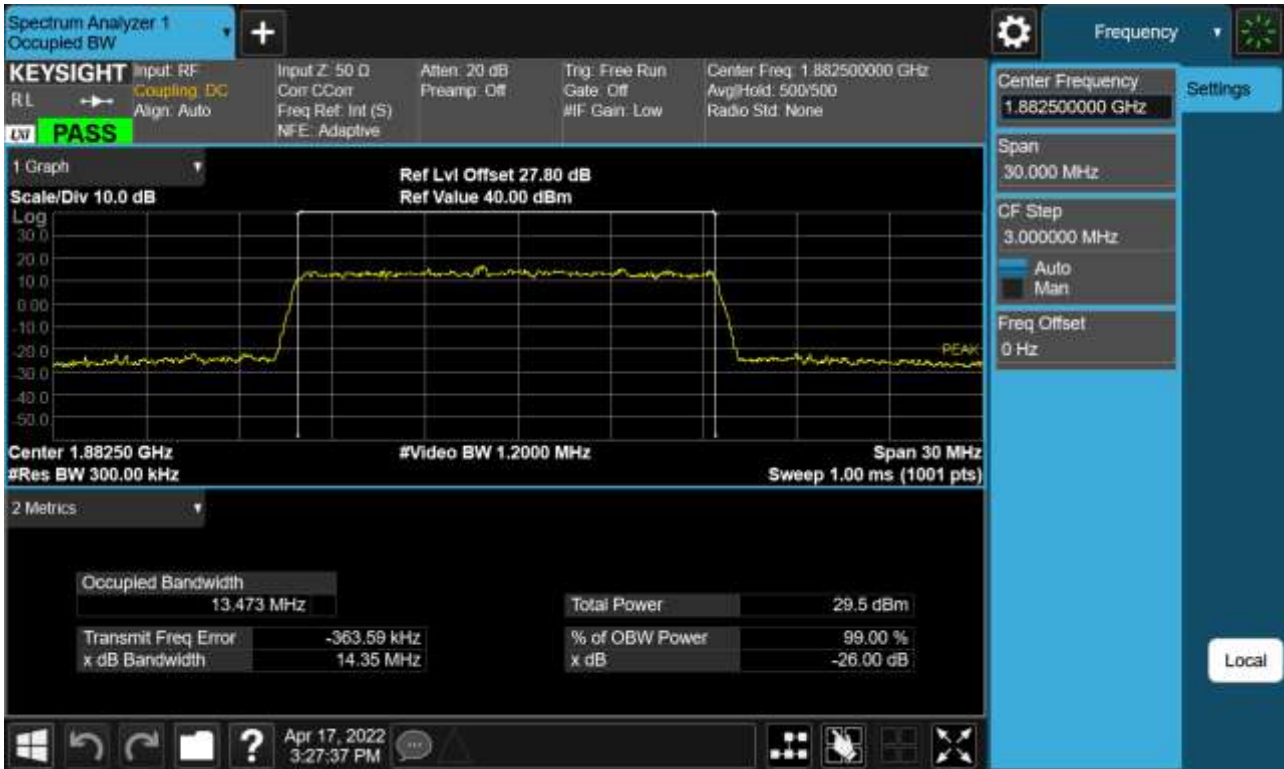 Spectrum Analyzer 1
Occupied BW
+
Frequency
KEYSIGHT
RL
PASS
Input: RF
Coupling: DC
Align: Auto
Input Z: 50 Ω
Corr CCorr
Freq Ref: Int (S)
NFE: Adaptive
Atten: 20 dB
Preamp: Off
Trig: Free Run
Gate: Off
#IF Gain: Low
Center Freq: 1.882500000 GHz
Avg|Hold: 500/500
Radio Std: None
1 Graph
Scale/Div 10.0 dB
Ref Lvl Offset 27.80 dB
Ref Value 40.00 dBm
Log
30.0
20.0
10.0
0.00
-10.0
-20.0
-30.0
-40.0
-50.0
PEAK
Center 1.88250 GHz
#Video BW 1.2000 MHz
Span 30 MHz
#Res BW 300.00 kHz
Sweep 1.00 ms (1001 pts)
2 Metrics
Occupied Bandwidth
13.473 MHz
Total Power 29.5 dBm
Transmit Freq Error -363.59 kHz
% of OBW Power 99.00 %
x dB Bandwidth 14.35 MHz
x dB -26.00 dB
Center Frequency
1.882500000 GHz
Settings
Span
30.000 MHz
CF Step
3.000000 MHz
Auto
Man
Freq Offset
0 Hz
Local
?
Apr 17, 2022
3:27:37 PM